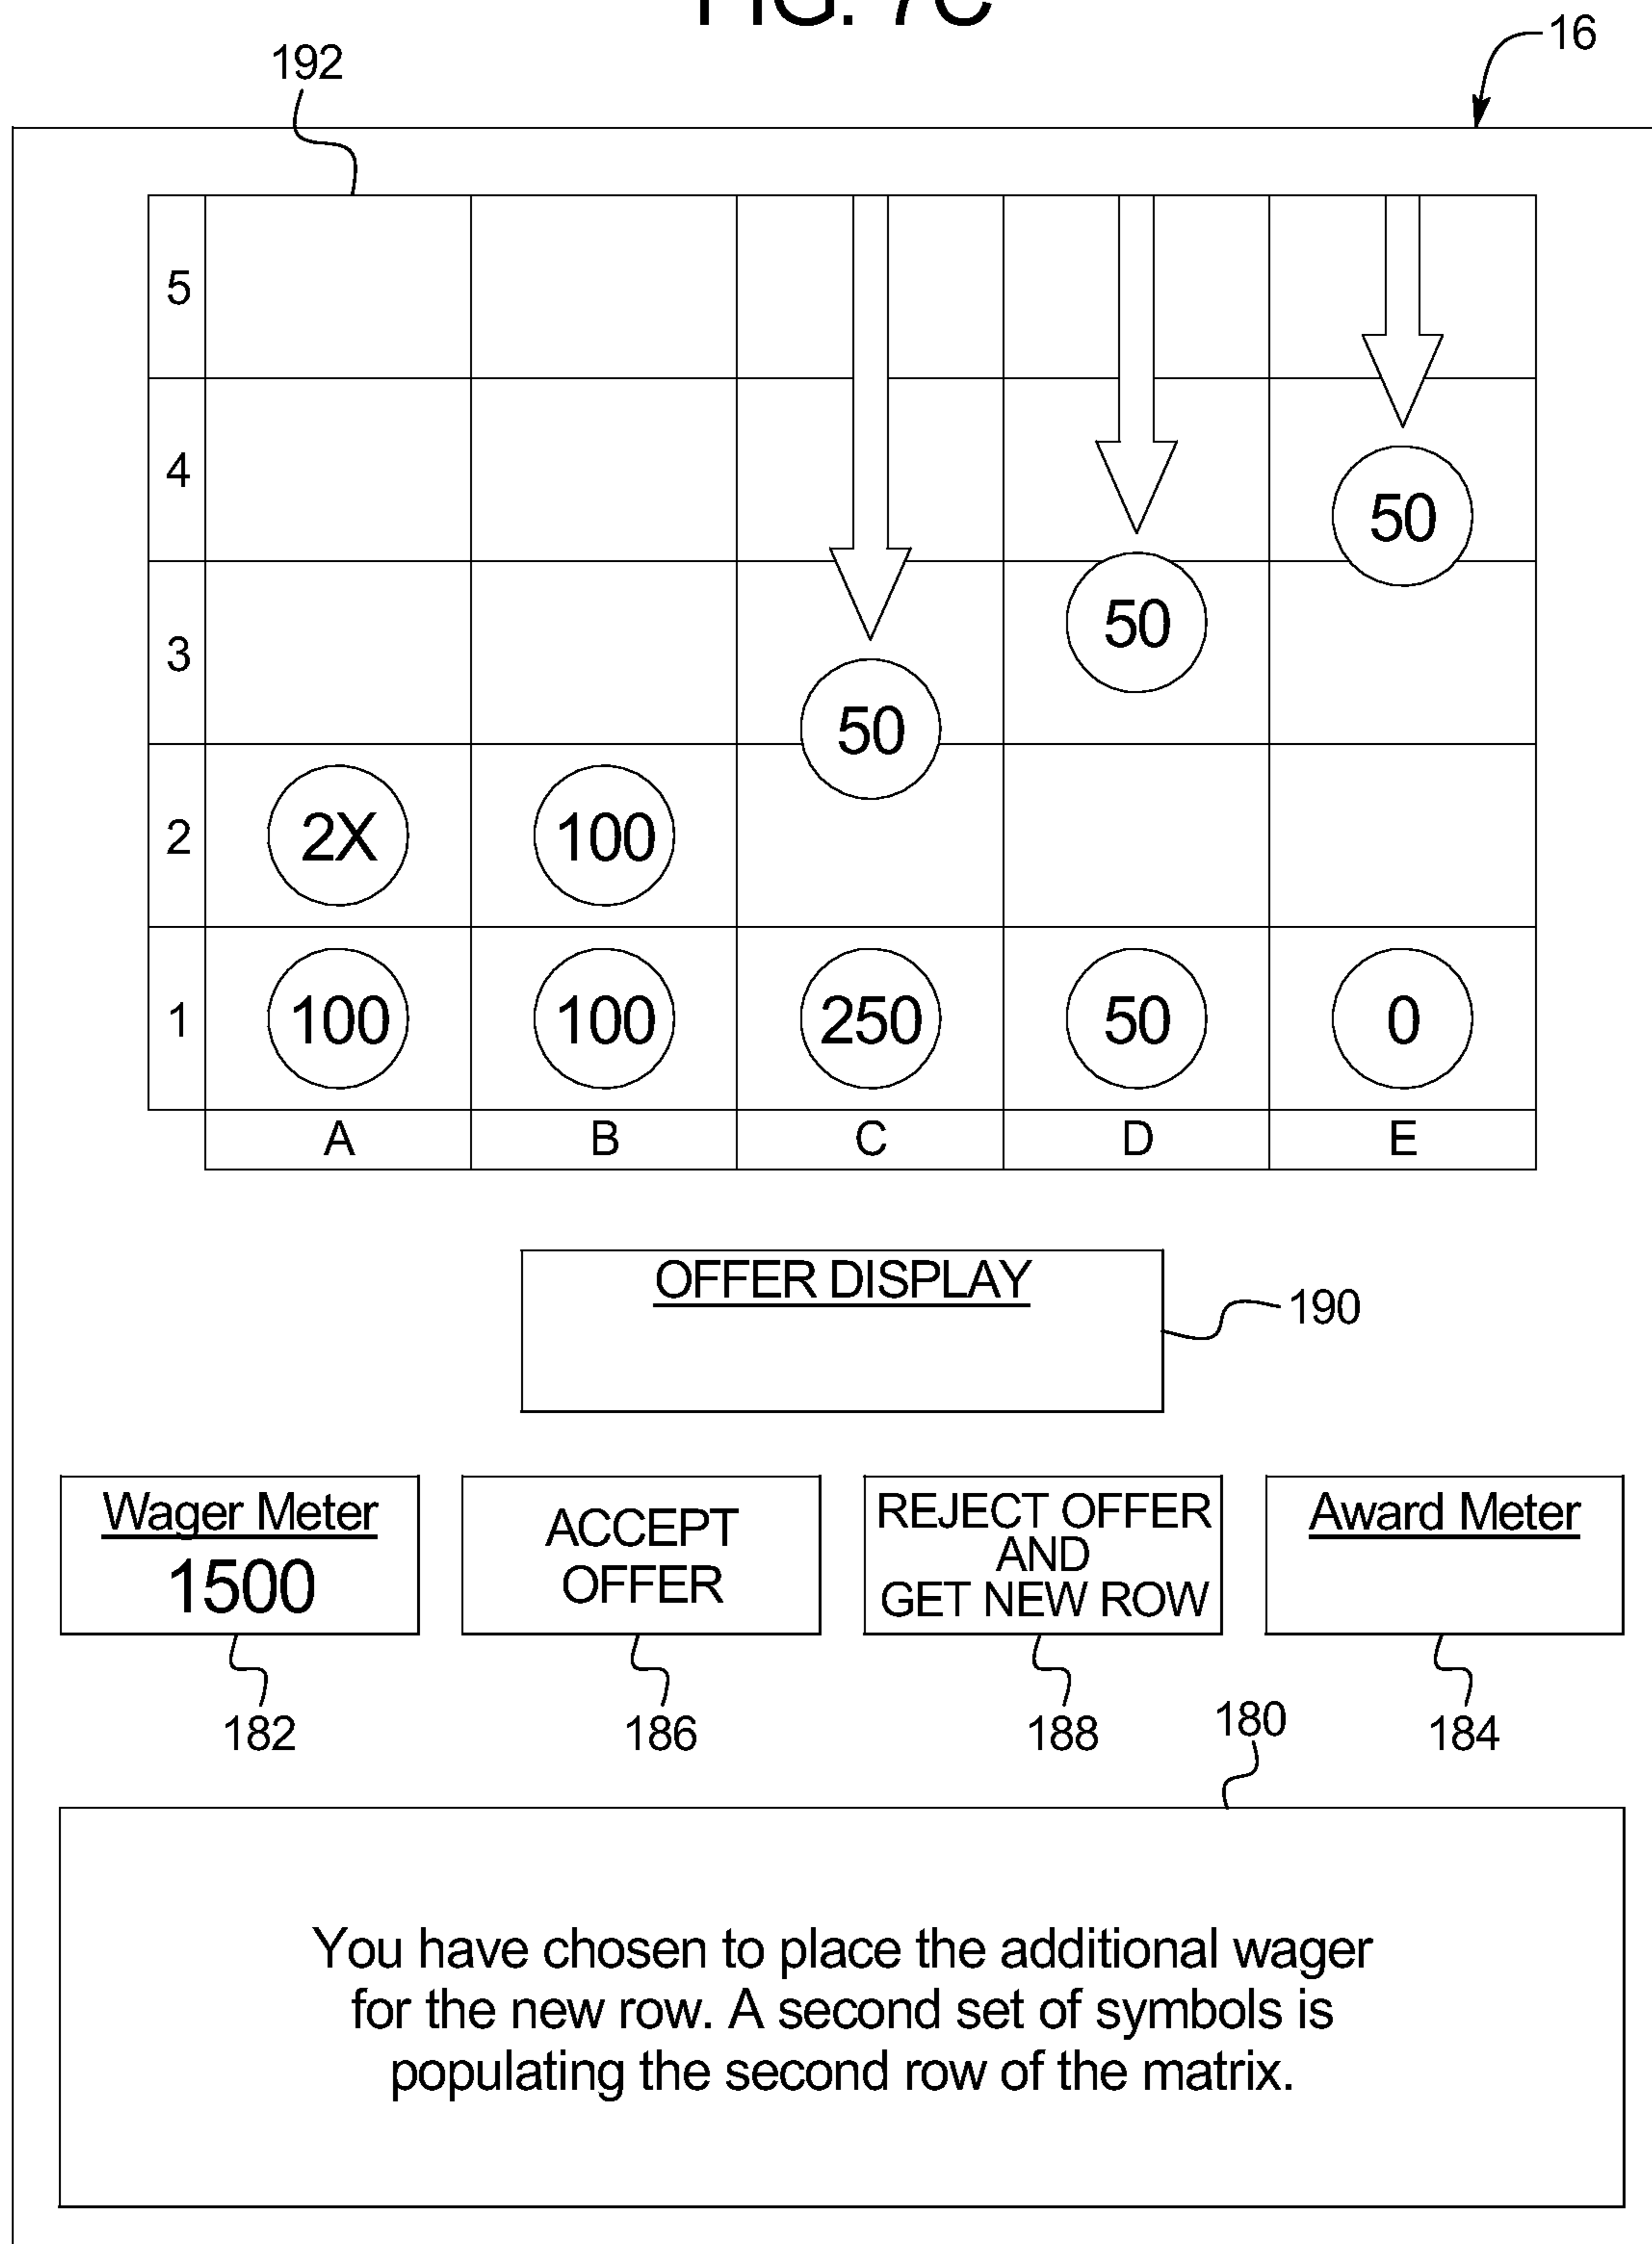 FIG. 7C
16
192
5
4
50
50
3
50
2
2X
100
1
100
100
250
50
0
A
B
C
D
E
OFFER DISPLAY
190
Wager Meter
1500
ACCEPT
OFFER
REJECT OFFER
AND
GET NEW ROW
Award Meter
182
186
188
180
184
You have chosen to place the additional wager
for the new row. A second set of symbols is
populating the second row of the matrix.